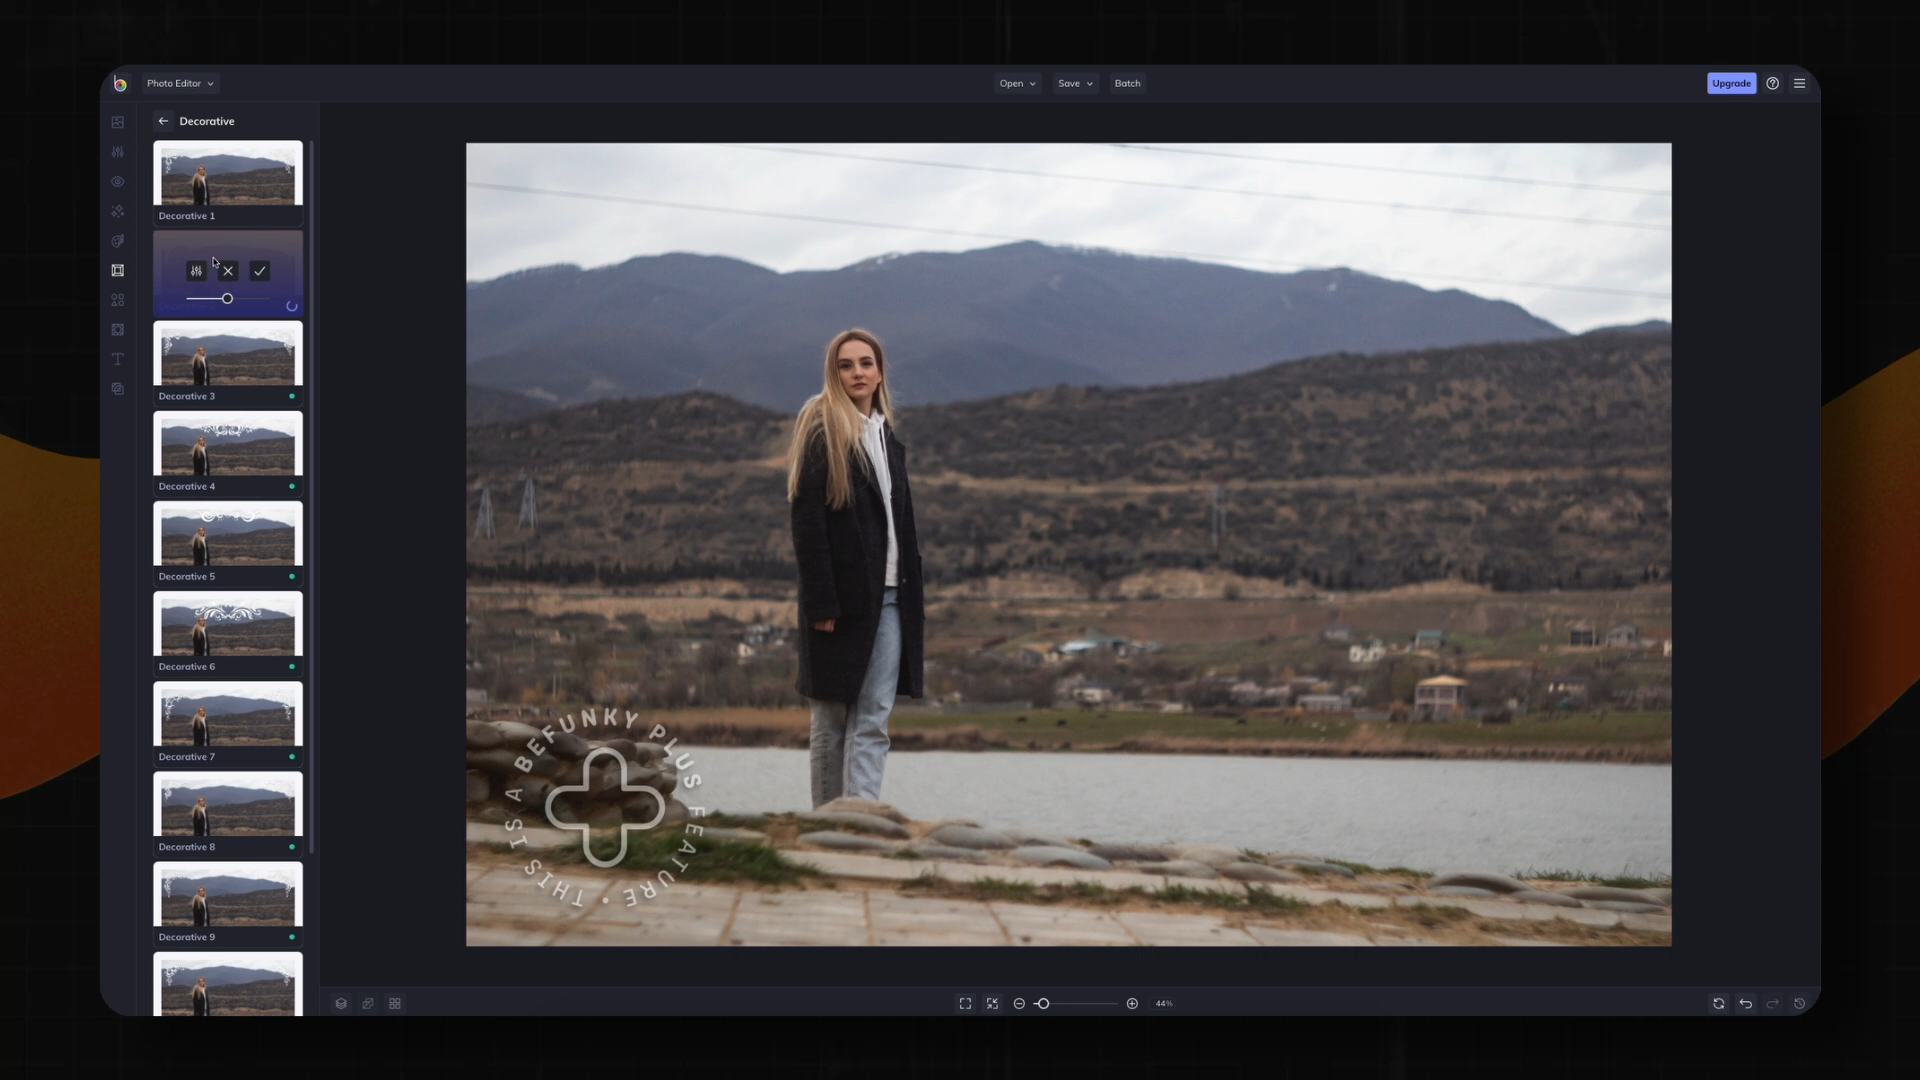 Photo Editor
Open
Save
Batch
Upgrade
Decorative
Decorative 1
Decorative 3
Decorative 4
Decorative 5
Decorative 6
Decorative 7
Decorative 8
Decorative 9
THIS IS A BEFUNKY PLUS FEATURE •
44%